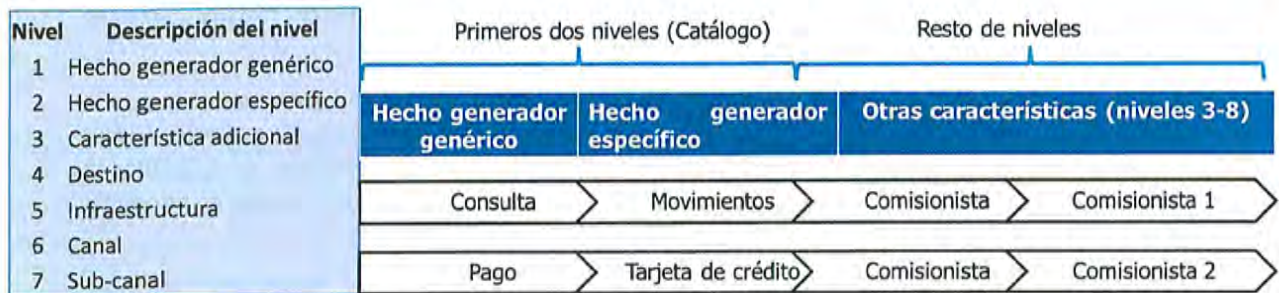 Nivel Descripción del nivel
1 Hecho generador genérico
2 Hecho generador específico
3 Característica adicional
4 Destino
5 Infraestructura
6 Canal
7 Sub-canal
Primeros dos niveles (Catálogo) Resto de niveles
Hecho generador genérico
Hecho generador específico
Otras características (niveles 3-8)
Consulta Movimientos Comisionista Comisionista 1
Pago Tarjeta de crédito Comisionista Comisionista 2